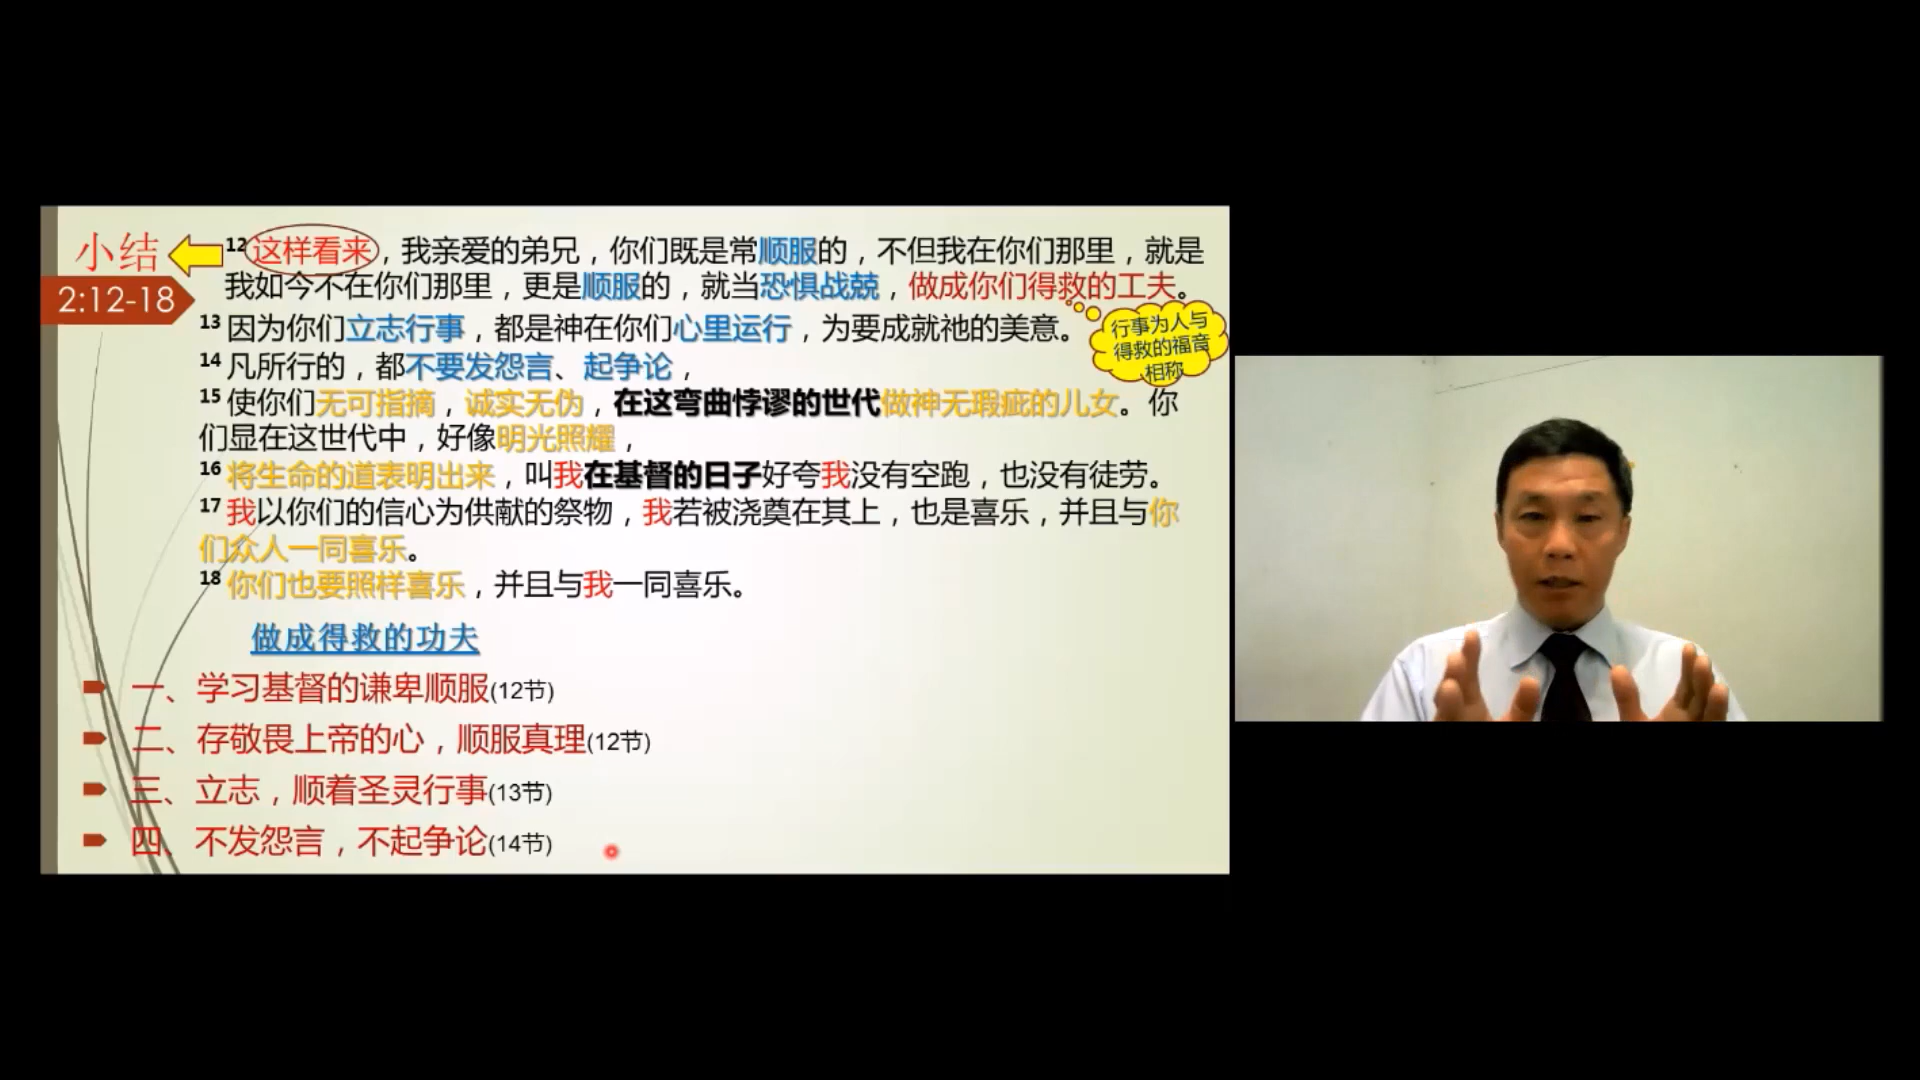 小结
2:12-18
12这样看来，我亲爱的弟兄，你们既是常顺服的，不但我在你们那里，就是
我如今不在你们那里，更是顺服的，就当恐惧战兢，做成你们得救的工夫。
13 因为你们立志行事，都是神在你们心里运行，为要成就祂的美意。
行事为人与
得救的福音
相称
14 凡所行的，都不要发怨言、起争论，
15 使你们无可指摘，诚实无伪，在这弯曲悖谬的世代做神无瑕疵的儿女。你
们显在这世代中，好像明光照耀，
16 将生命的道表明出来，叫我在基督的日子好夸我没有空跑，也没有徒劳。
17 我以你们的信心为供献的祭物，我若被浇奠在其上，也是喜乐，并且与你
们众人一同喜乐。
18 你们也要照样喜乐，并且与我一同喜乐。
做成得救的功夫
一、学习基督的谦卑顺服(12节)
二、存敬畏上帝的心，顺服真理(12节)
三、立志，顺着圣灵行事(13节)
四、不发怨言，不起争论(14节)